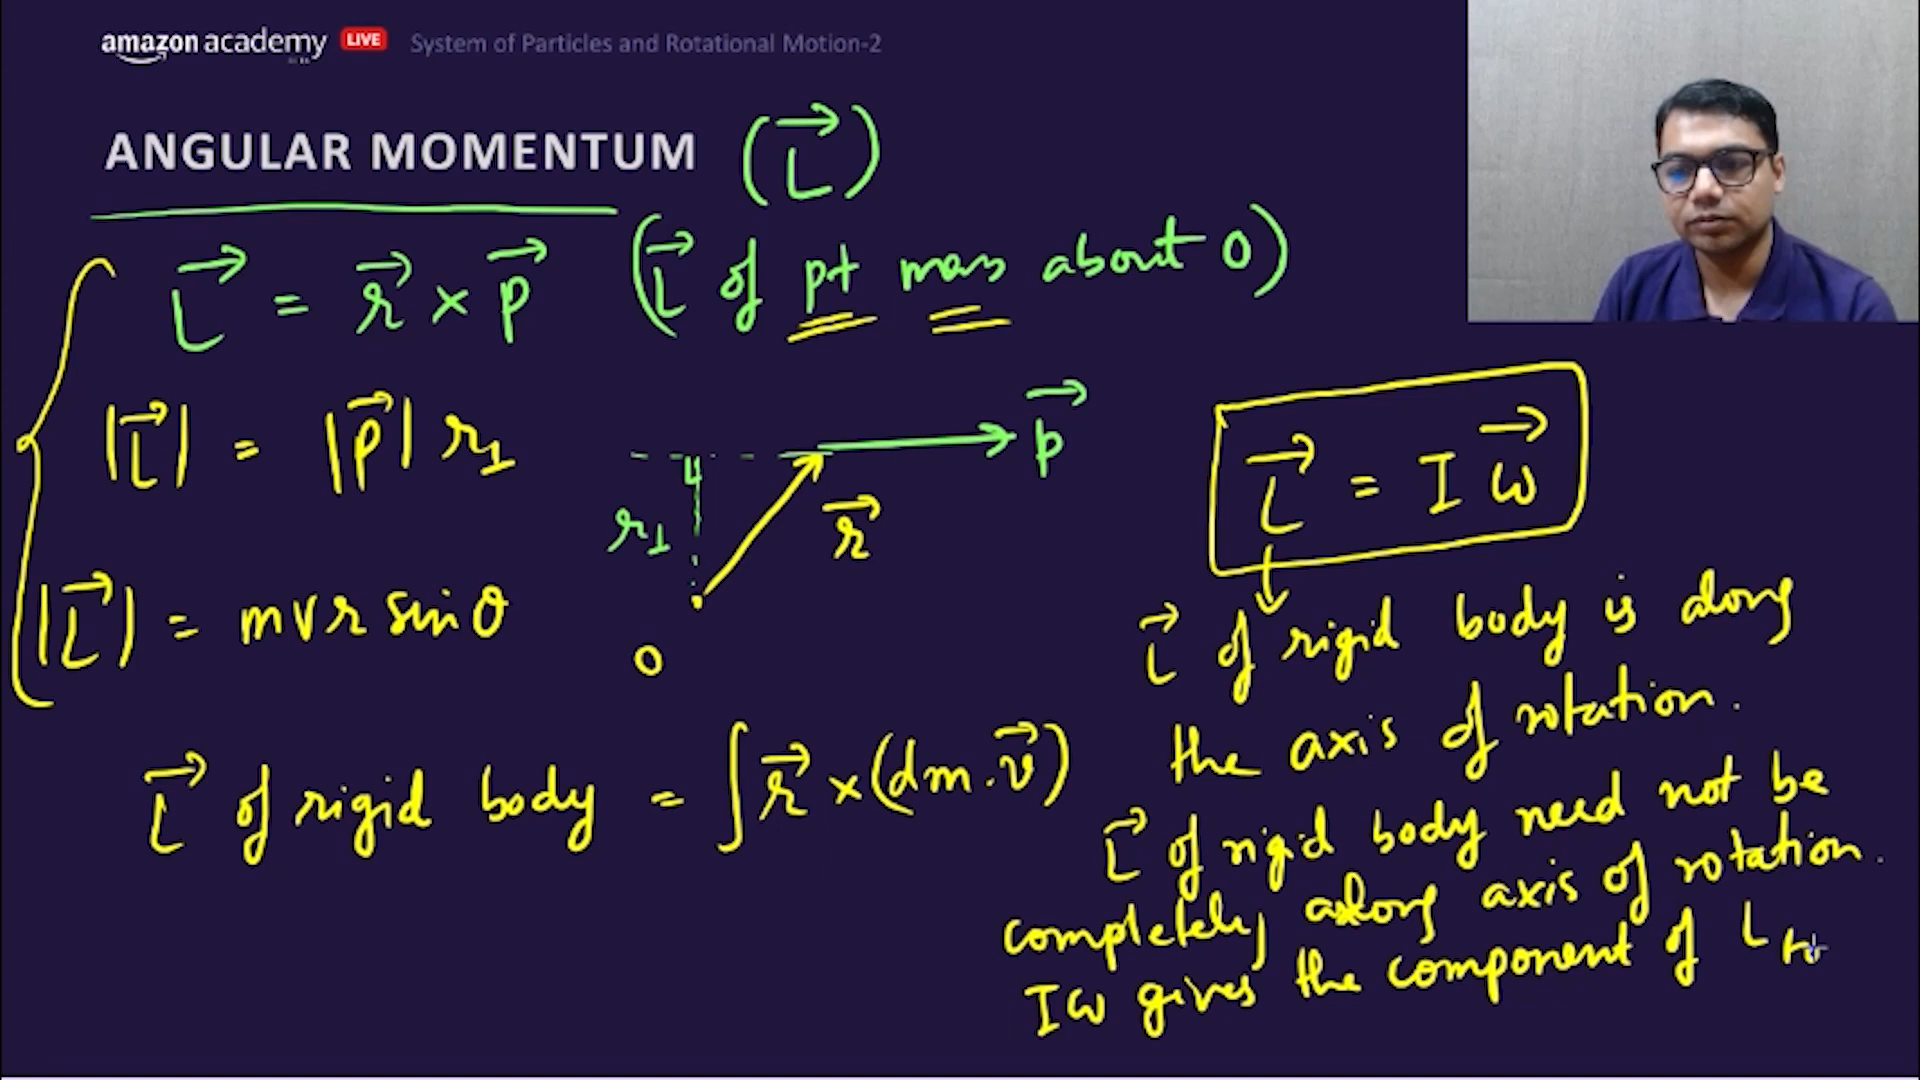 amazon academy LIVE System of Particles and Rotational Motion-2
ANGULAR MOMENTUM (L⃗)
L⃗ = r⃗ × p⃗ (L⃗ of pt mass about O)
|L⃗| = |p⃗| r⊥
|L⃗| = mvr sin θ
r⊥
r⃗
p⃗
O
L⃗ of rigid body = ∫ r⃗ × (dm. v⃗)
L⃗ = I ω⃗
L⃗ of rigid body is along
the axis of rotation.
L⃗ of rigid body need not be
completely along axis of rotation.
Iω gives the component of L